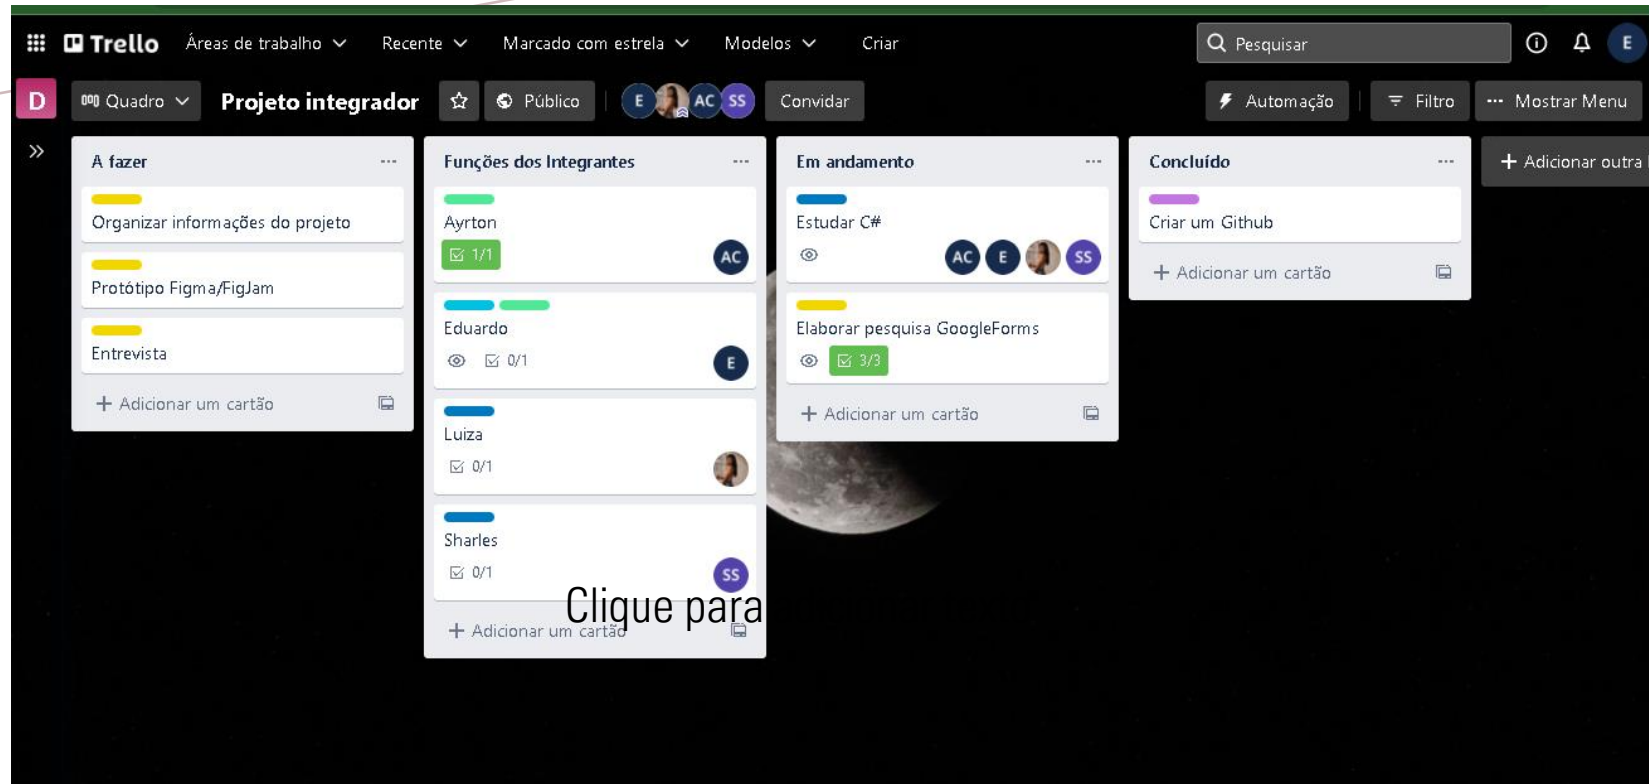 Trello Áreas de trabalho Recente Marcado com estrela Modelos Criar Pesquisar E
D Quadro Projeto integrador Público E AC SS Convidar Automação Filtro Mostrar Menu
A fazer
Organizar informações do projeto
Protótipo Figma/FigJam
Entrevista
+ Adicionar um cartão
Funções dos Integrantes
Ayrton
1/1 AC
Eduardo
0/1 E
Luiza
0/1
Sharles
0/1 SS
+ Adicionar um cartão
Clique para
Em andamento
Estudar C#
AC E SS
Elaborar pesquisa GoogleForms
3/3
+ Adicionar um cartão
Concluído
Criar um Github
+ Adicionar um cartão
+ Adicionar outra